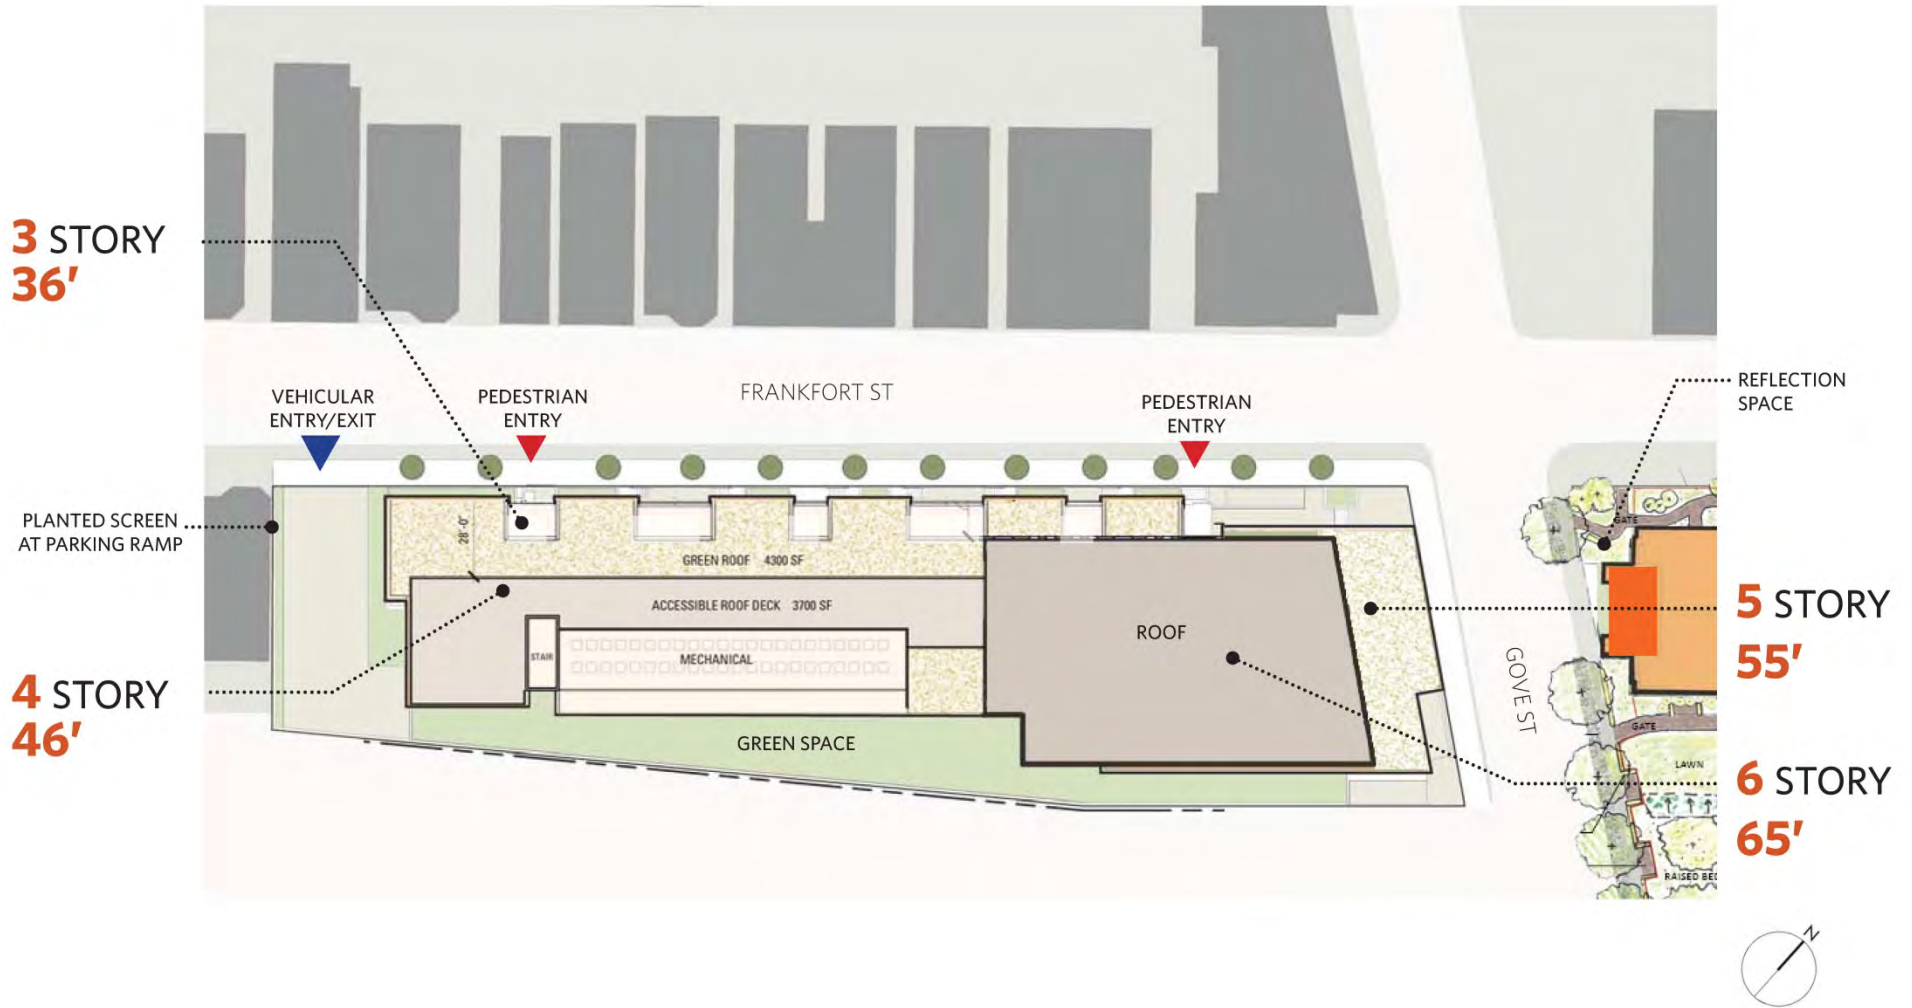 3 STORY
36'
VEHICULAR
ENTRY/EXIT
PEDESTRIAN
ENTRY
FRANKFORT ST
PEDESTRIAN
ENTRY
REFLECTION
SPACE
PLANTED SCREEN
AT PARKING RAMP
28'-0"
GREEN ROOF 4300 SF
ACCESSIBLE ROOF DECK 3700 SF
STAIR
MECHANICAL
ROOF
GREEN SPACE
4 STORY
46'
GOVE ST
GATE
GATE
LAWN
RAISED BED
5 STORY
55'
6 STORY
65'
N